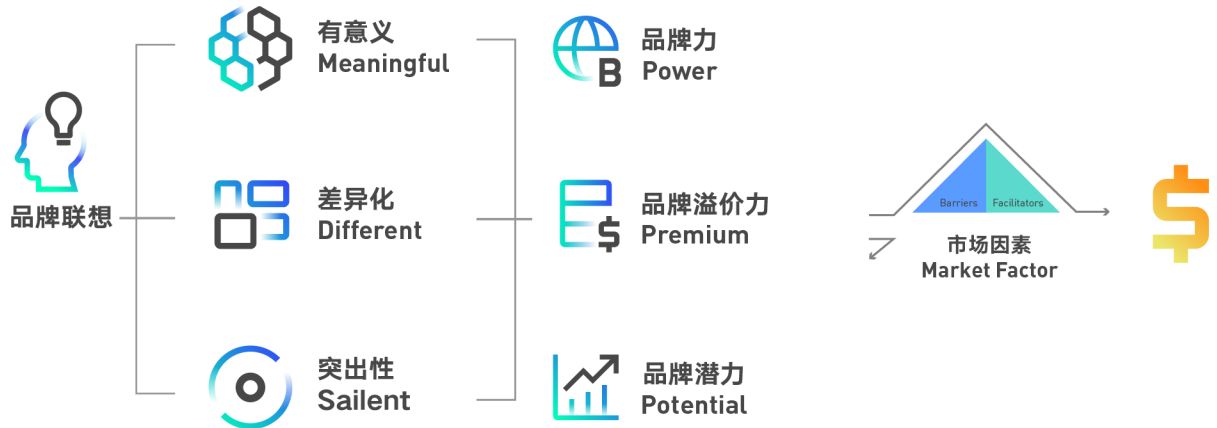 品牌联想
有意义
Meaningful
差异化
Different
突出性
Sailent
品牌力
Power
B
品牌溢价力
Premium
$
品牌潜力
Potential
Barriers
Facilitators
市场因素
Market Factor
$